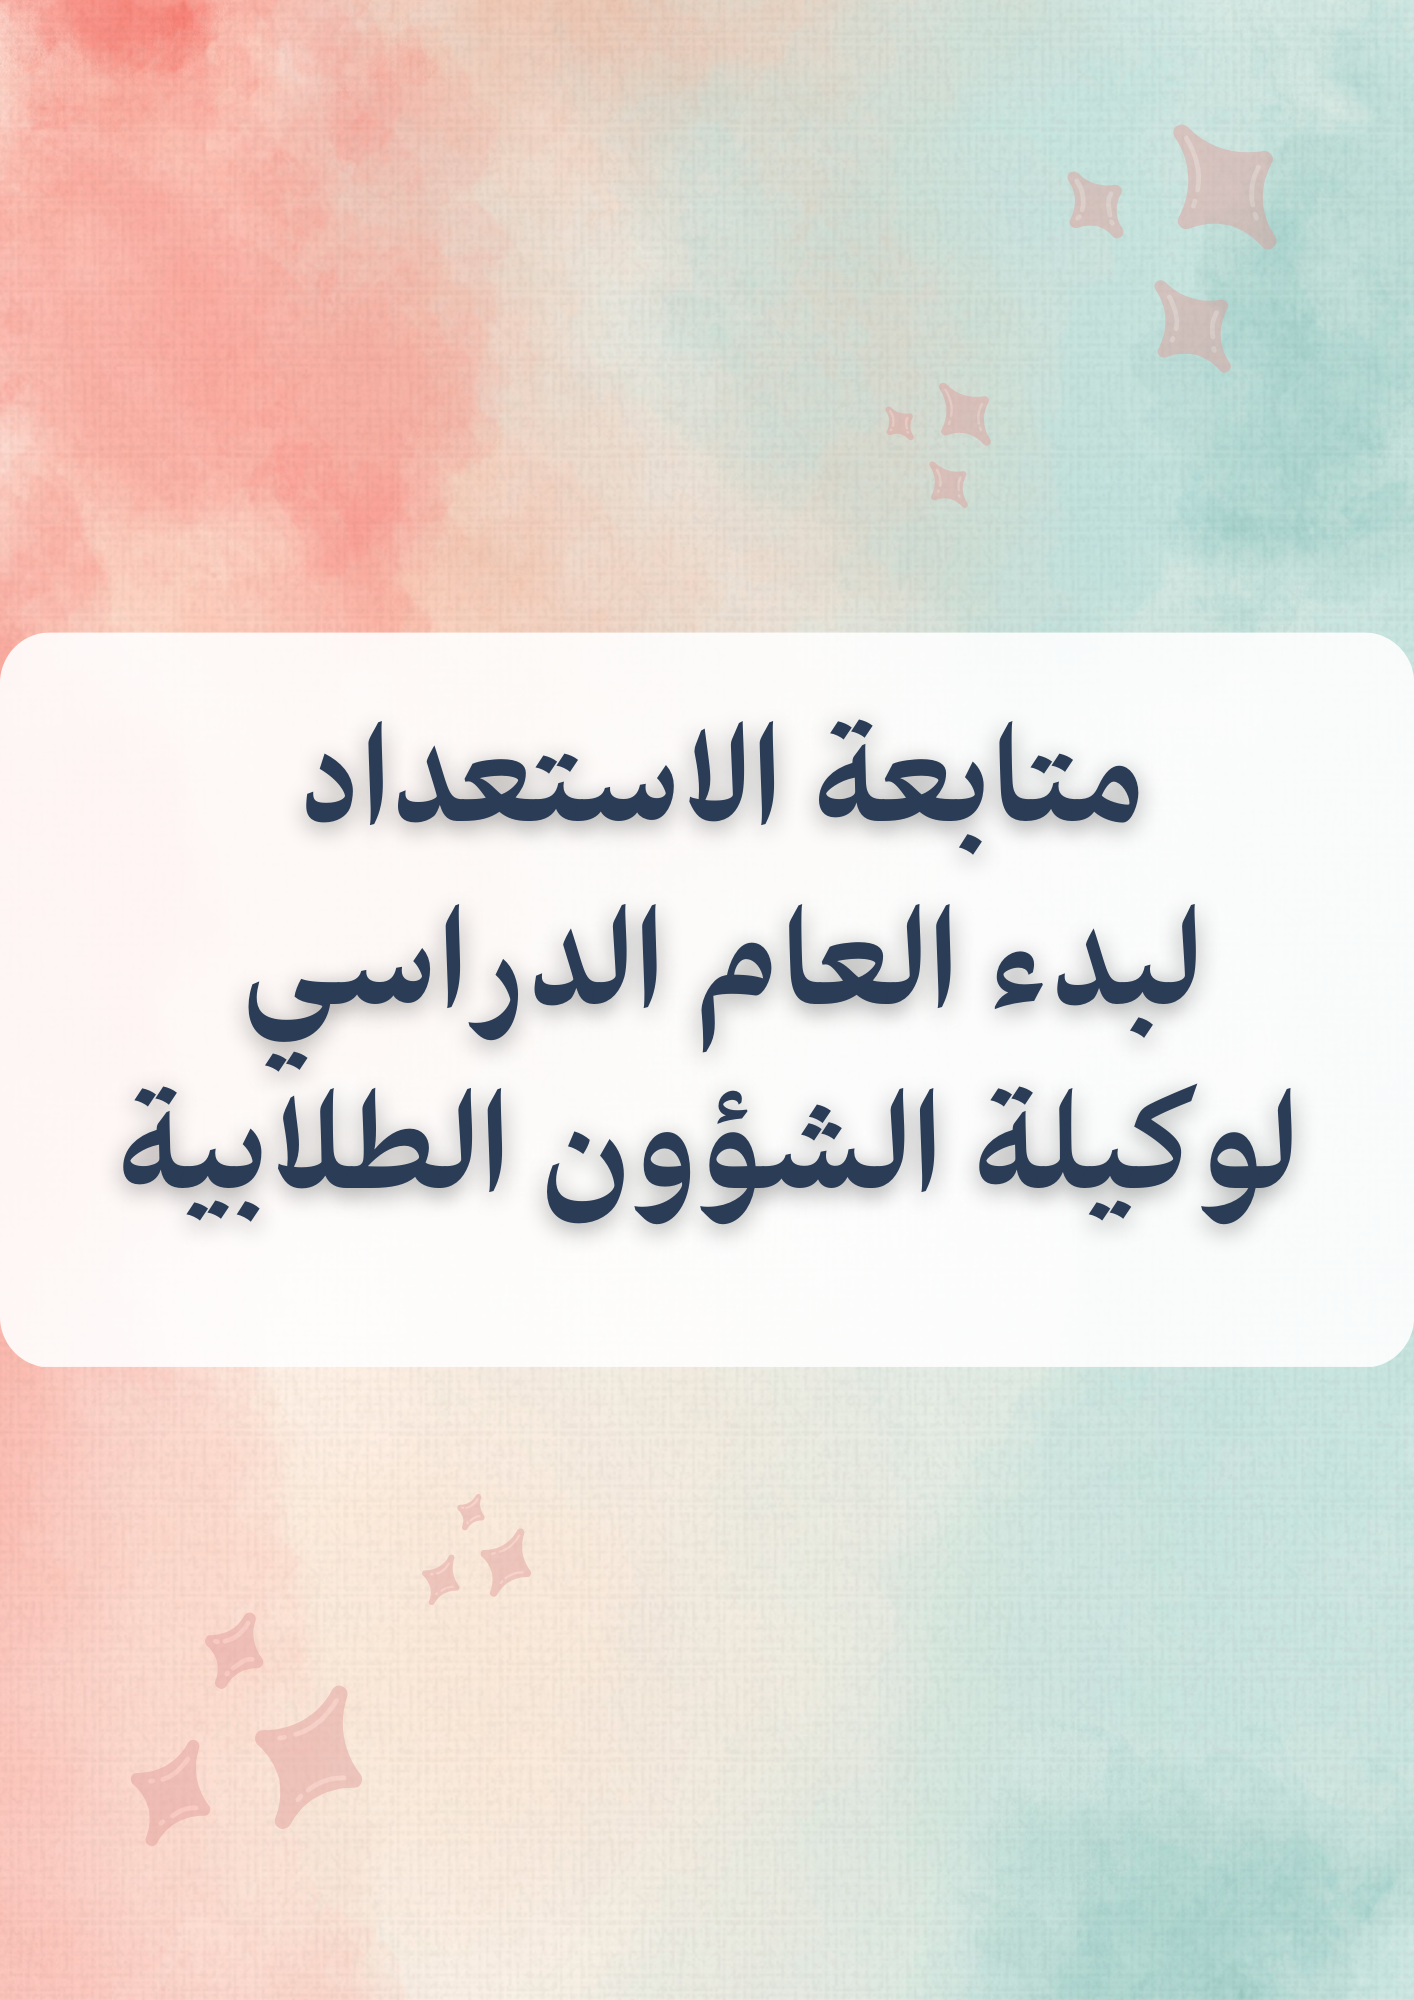 متابعة الاستعداد
لبدء العام الدراسي
لوكيلة الشؤون الطلابية